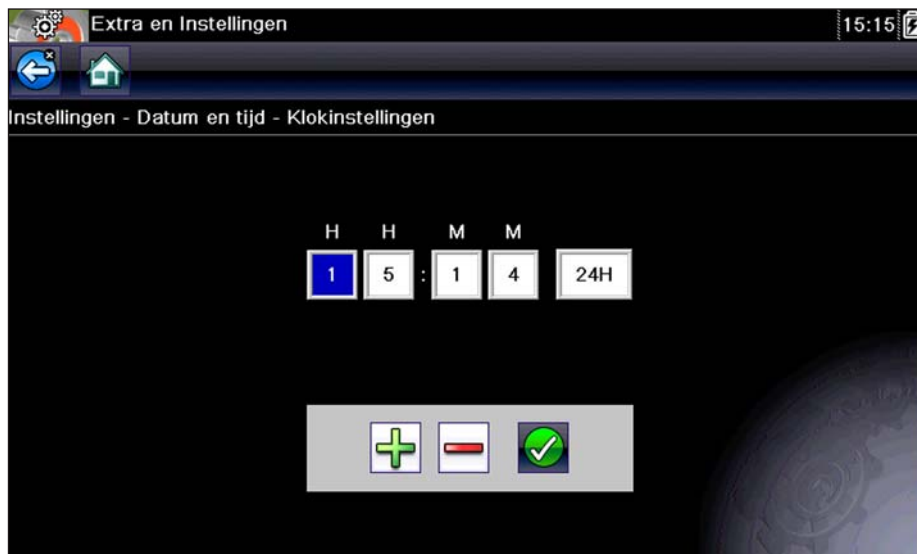 Extra en Instellingen 15:15
Instellingen - Datum en tijd - Klokinstellingen
H H M M
1 5 : 1 4 24H